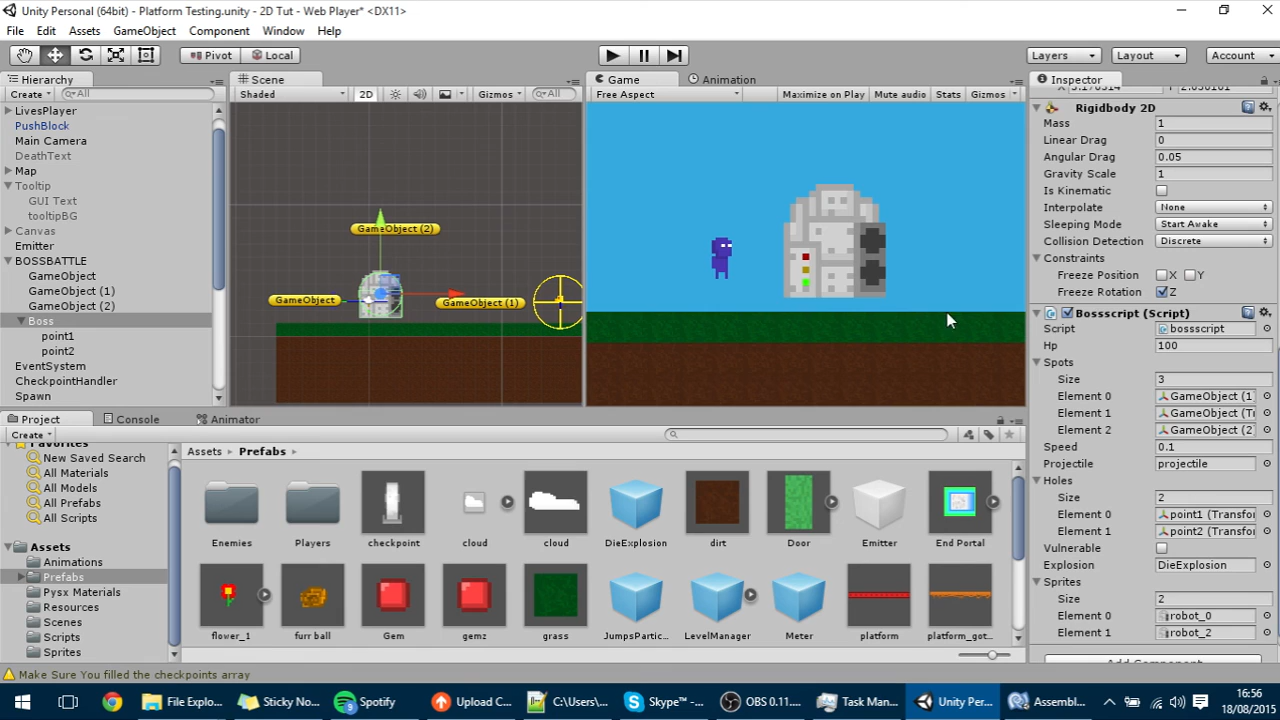 Unity Personal (64bit) - Platform Testing.unity - 2D Tut - Web Player* <DX11>
File Edit Assets GameObject Component Window Help
Pivot Local Layers Layout Account
Hierarchy
Create All
LivesPlayer
PushBlock
Main Camera
DeathText
Map
Tooltip
GUI Text
tooltipBG
Canvas
Emitter
BOSSBATTLE
GameObject
GameObject (1)
GameObject (2)
Boss
point1
point2
EventSystem
CheckpointHandler
Spawn
Scene
Shaded 2D Gizmos All
GameObject (2)
GameObject
GameObject (1)
Game Animation
Free Aspect Maximize on Play Mute audio Stats Gizmos
Inspector
Rigidbody 2D
Mass 1
Linear Drag 0
Angular Drag 0.05
Gravity Scale 1
Is Kinematic
Interpolate None
Sleeping Mode Start Awake
Collision Detection Discrete
Constraints
Freeze Position X Y
Freeze Rotation Z
Bossscript (Script)
Script bossscript
Hp 100
Spots
Size 3
Element 0 GameObject (1
Element 1 GameObject (Tr
Element 2 GameObject (2)
Speed 0.1
Projectile projectile
Holes
Size 2
Element 0 point1 (Transfor
Element 1 point2 (Transfor
Vulnerable
Explosion DieExplosion
Sprites
Size 2
Element 0 robot_0
Element 1 robot_2
Project Console Animator
Create
Favorites
New Saved Search
All Materials
All Models
All Prefabs
All Scripts
Assets
Animations
Prefabs
Pysx Materials
Resources
Scenes
Scripts
Sprites
Assets Prefabs
Enemies Players checkpoint cloud cloud DieExplosion dirt Door Emitter End Portal
flower_1 furr ball Gem gemz grass JumpsPartic... LevelManager Meter platform platform_got...
Make Sure You filled the checkpoints array
File Explo... Sticky No... Spotify Upload C... C:\Users\... Skype™ -... OBS 0.11.... Task Man... Unity Per... Assembl...
16:56
18/08/2015